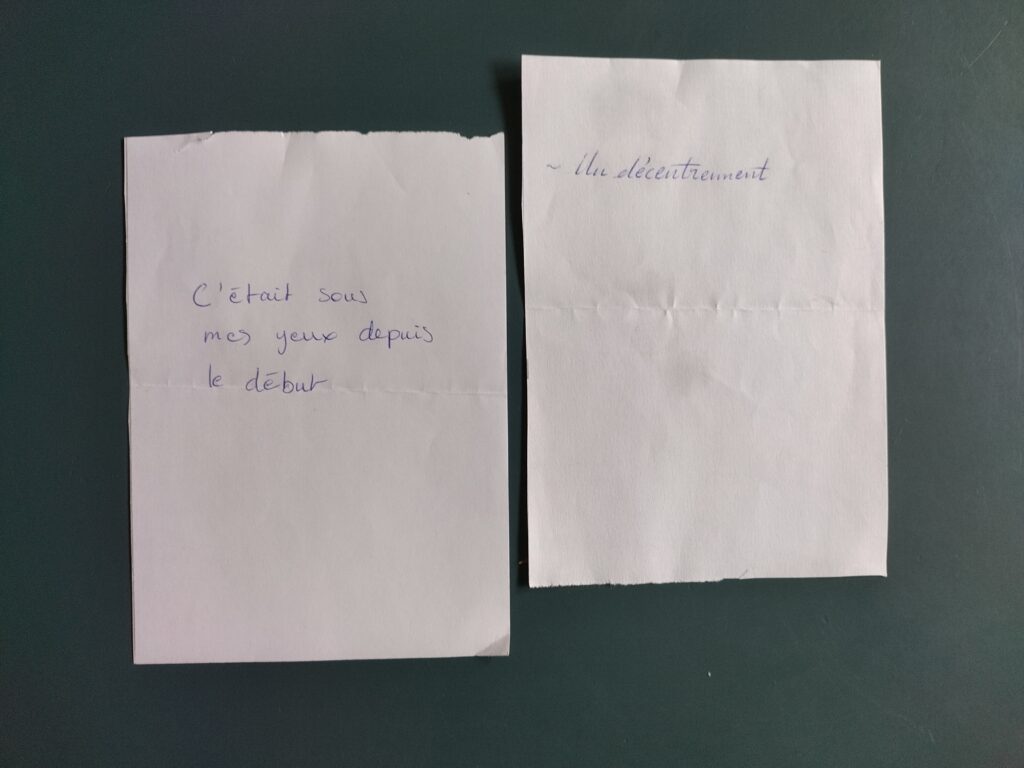 C'était sous
mes yeux depuis
le début
~ Un décentrement